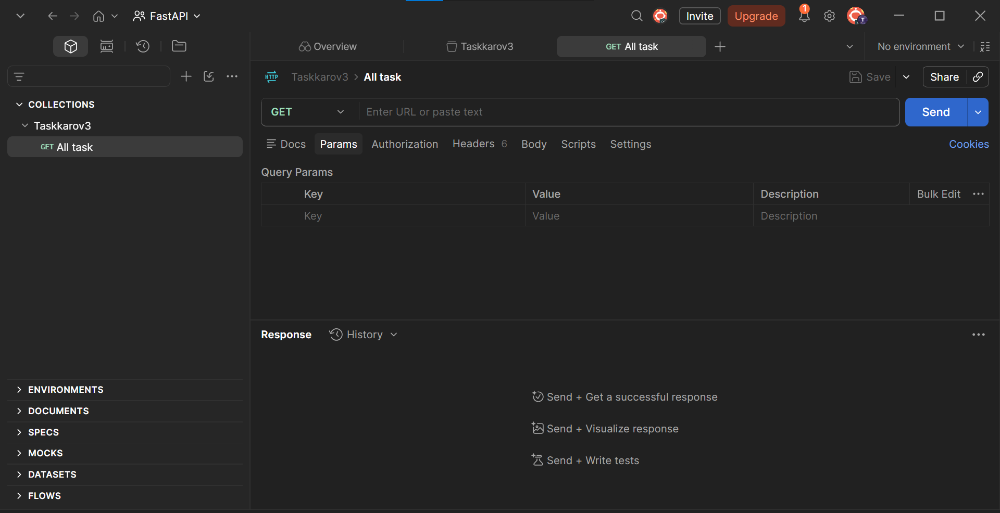 FastAPI
Invite
Upgrade
1
T
Overview
Taskkarov3
GET All task
No environment
HTTP Taskkarov3 > All task
Save
Share
COLLECTIONS
Taskkarov3
GET All task
GET
Enter URL or paste text
Send
Docs
Params
Authorization
Headers 6
Body
Scripts
Settings
Cookies
Query Params
Key Value Description Bulk Edit
Key Value Description
Response
History
Send + Get a successful response
Send + Visualize response
Send + Write tests
ENVIRONMENTS
DOCUMENTS
SPECS
MOCKS
DATASETS
FLOWS